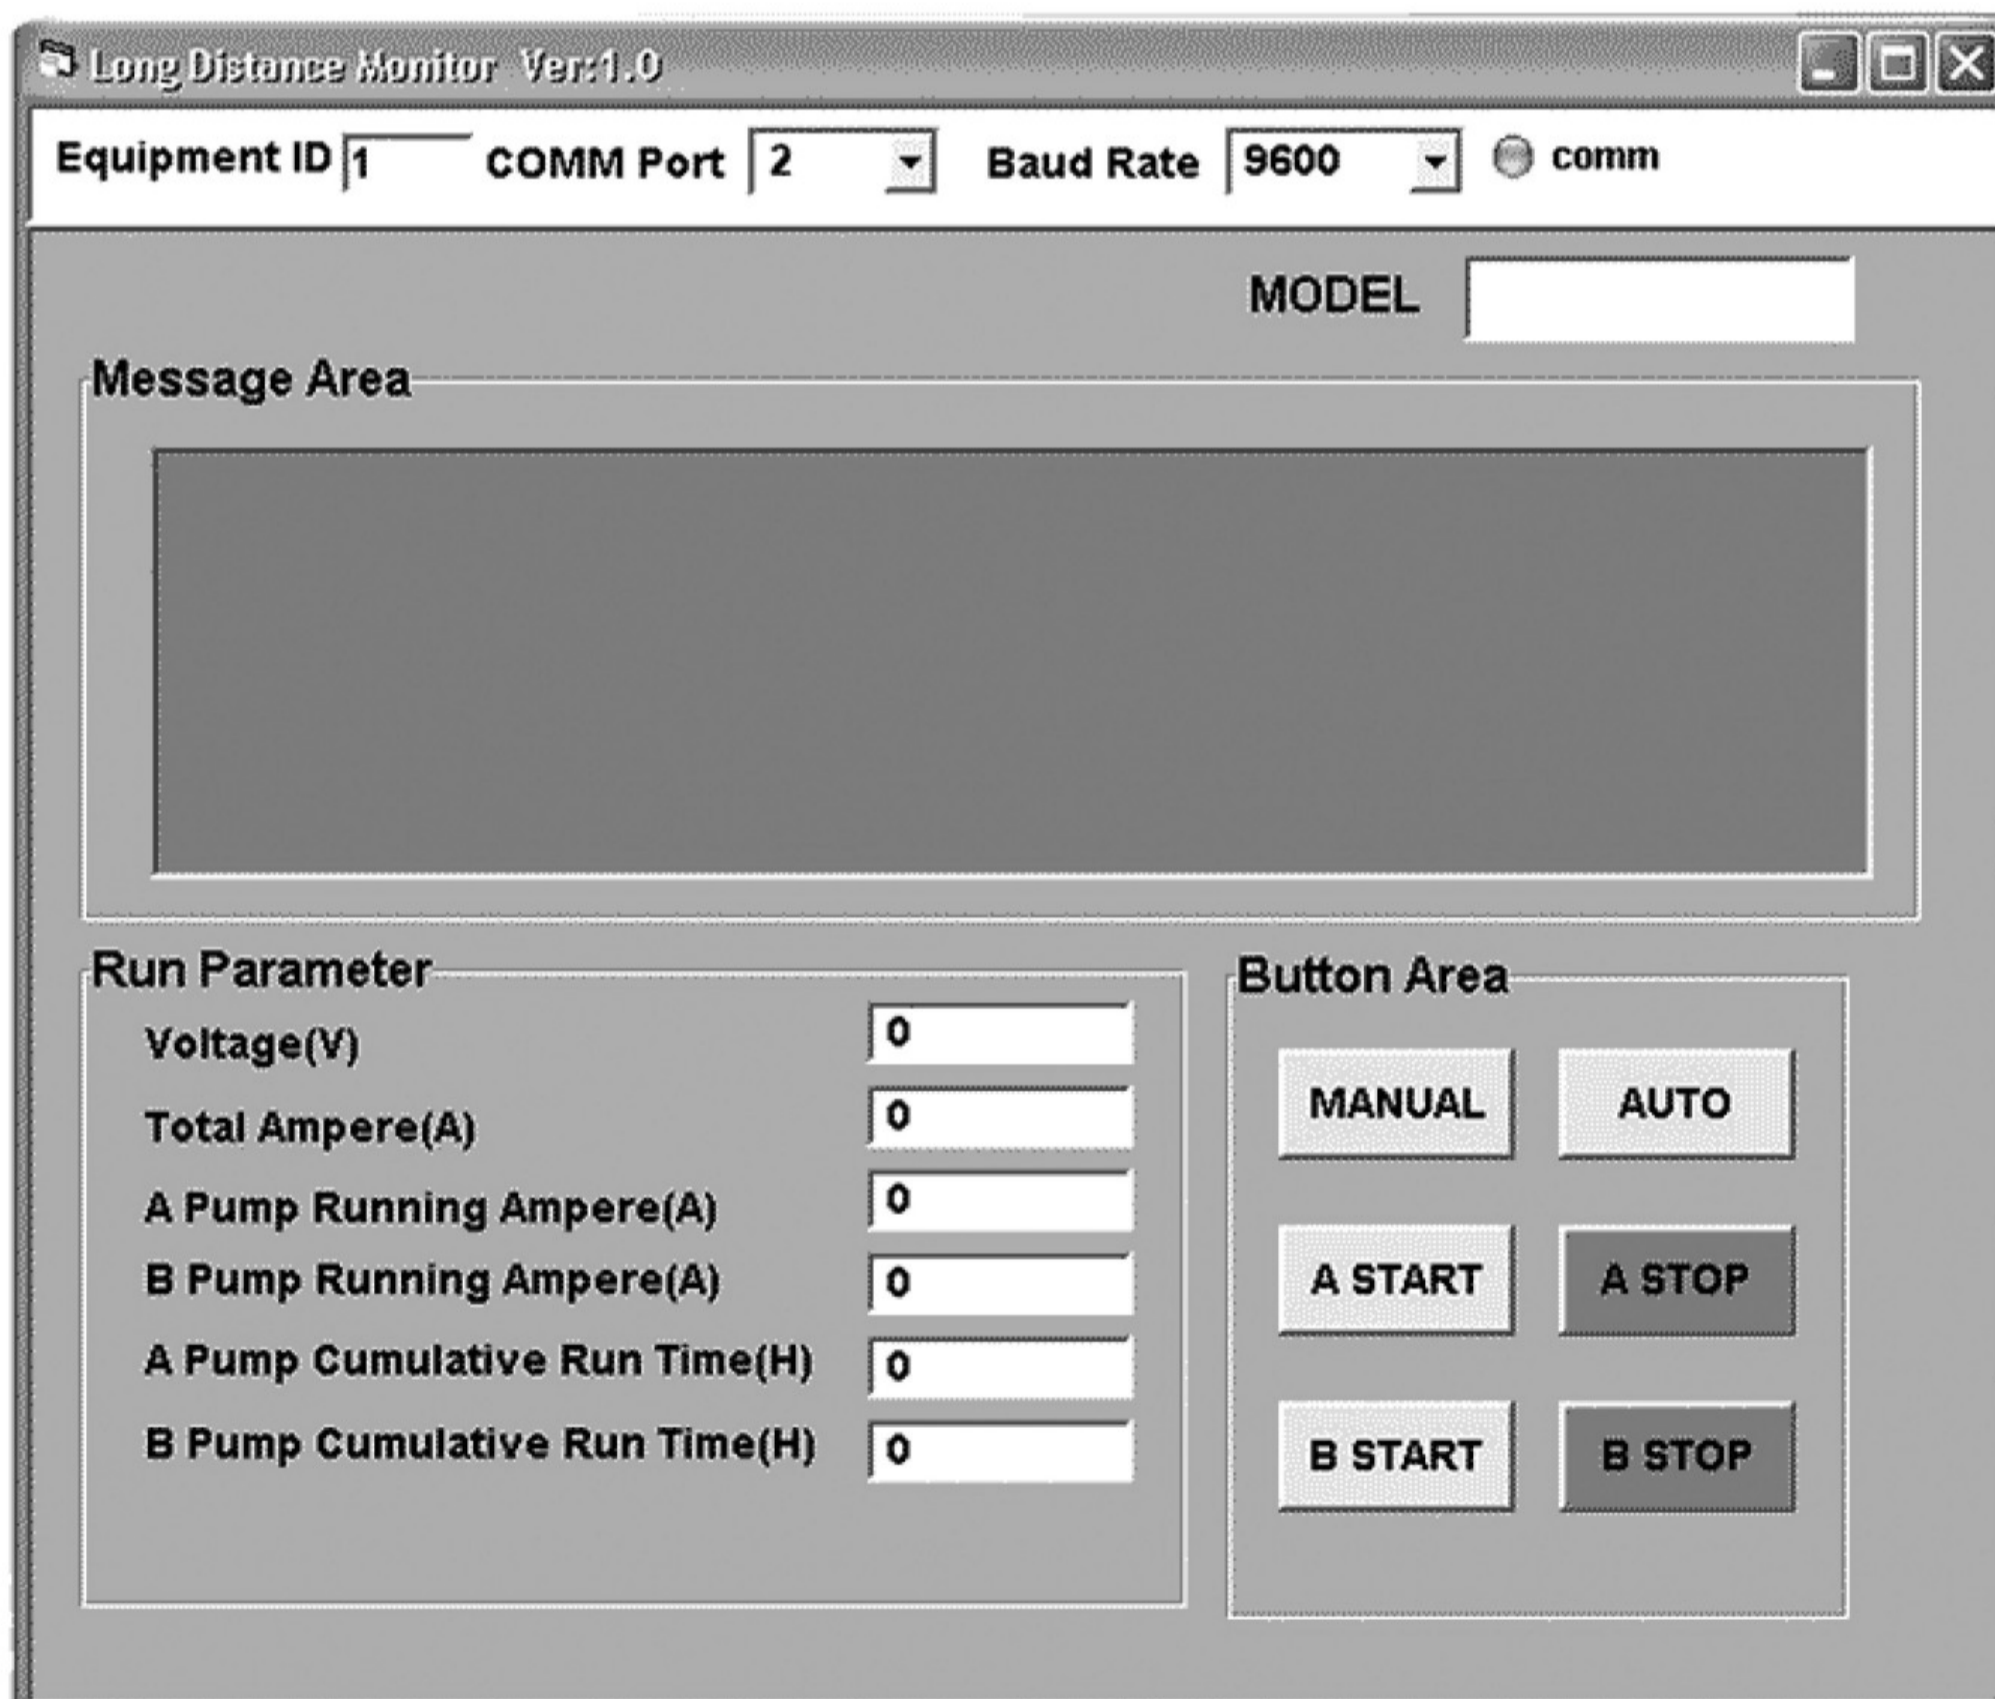 Long Distance Monitor Ver:1.0
Equipment ID 1 COMM Port 2 Baud Rate 9600 comm
MODEL
Message Area
Run Parameter
Voltage(V) 0
Total Ampere(A) 0
A Pump Running Ampere(A) 0
B Pump Running Ampere(A) 0
A Pump Cumulative Run Time(H) 0
B Pump Cumulative Run Time(H) 0
Button Area
MANUAL AUTO
A START A STOP
B START B STOP